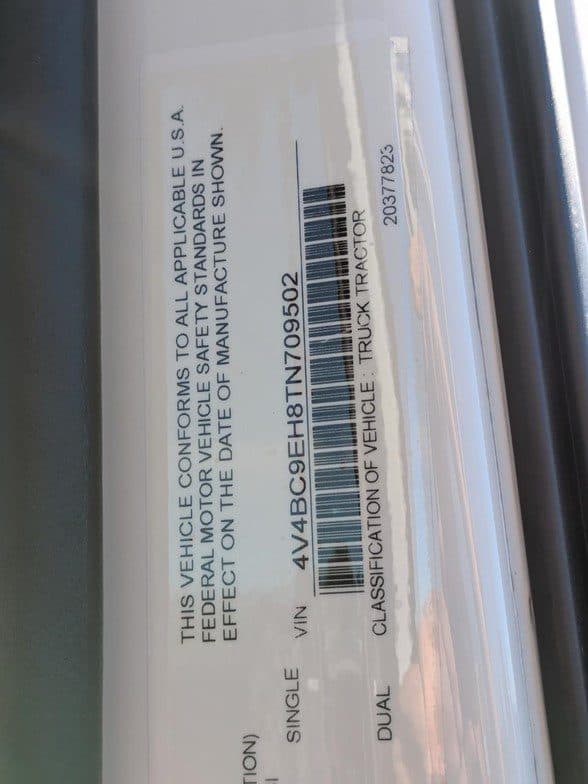 THIS VEHICLE CONFORMS TO ALL APPLICABLE U.S.A.
FEDERAL MOTOR VEHICLE SAFETY STANDARDS IN
EFFECT ON THE DATE OF MANUFACTURE SHOWN.
TION)
SINGLE VIN 4V4BC9EH8TN709502
DUAL CLASSIFICATION OF VEHICLE : TRUCK TRACTOR
20377823